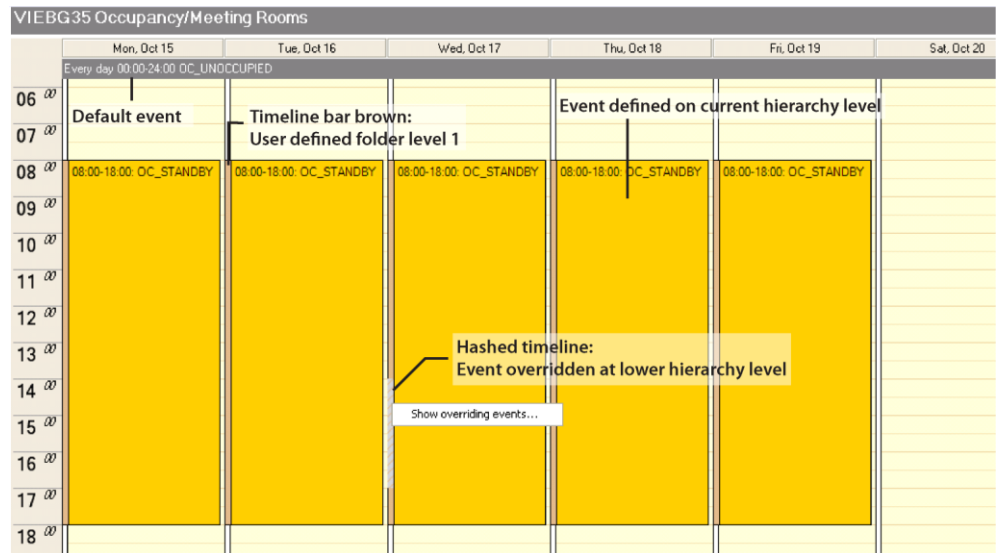 VIEBG35 Occupancy/Meeting Rooms
Mon, Oct 15 Tue, Oct 16 Wed, Oct 17 Thu, Oct 18 Fri, Oct 19 Sat, Oct 20
Every day 00:00-24:00 OC_UNOCCUPIED
06 00
Default event
Timeline bar brown:
User defined folder level 1
Event defined on current hierarchy level
07 00
08 00
08:00-18:00: OC_STANDBY 08:00-18:00: OC_STANDBY 08:00-18:00: OC_STANDBY 08:00-18:00: OC_STANDBY 08:00-18:00: OC_STANDBY
09 00
10 00
11 00
12 00
13 00
Hashed timeline:
Event overridden at lower hierarchy level
14 00
Show overriding events...
15 00
16 00
17 00
18 00